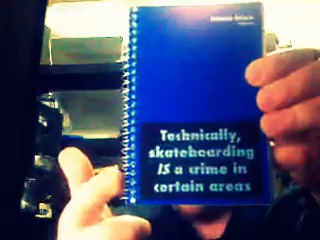 Technically,
skateboarding
IS a crime in
certain areas